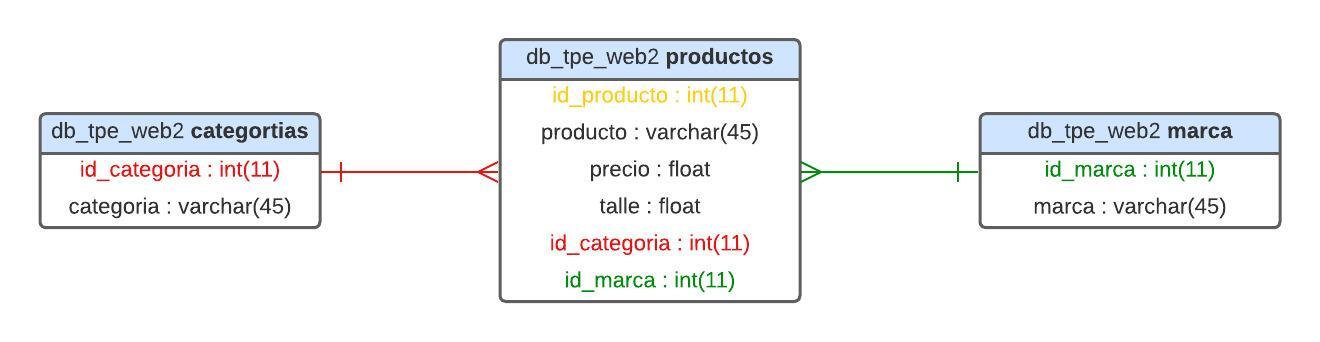 db_tpe_web2 categortias
id_categoria : int(11)
categoria : varchar(45)
db_tpe_web2 productos
id_producto : int(11)
producto : varchar(45)
precio : float
talle : float
id_categoria : int(11)
id_marca : int(11)
db_tpe_web2 marca
id_marca : int(11)
marca : varchar(45)